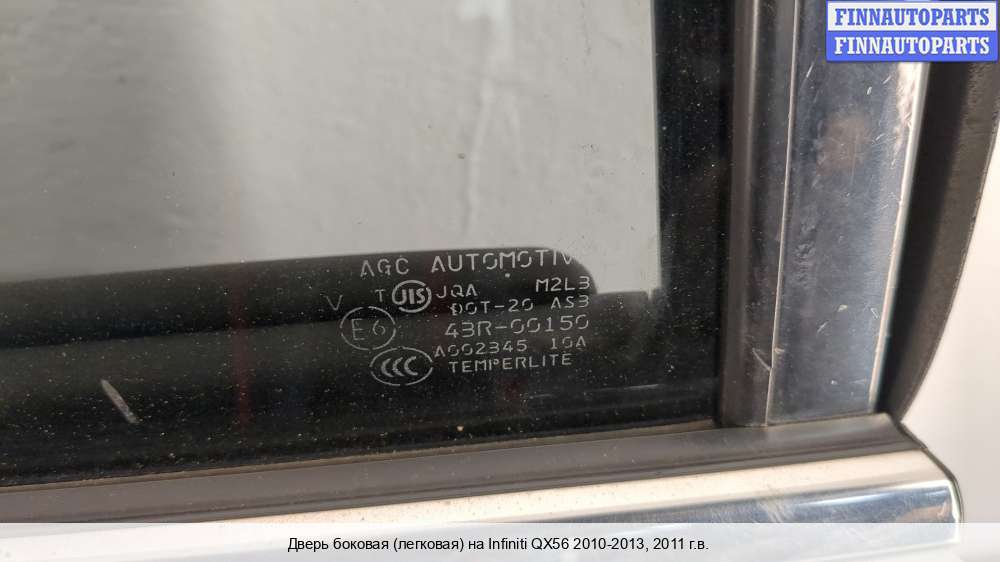 FINNAUTOPARTS
FINNAUTOPARTS
AGC AUTOMOTIV
T JIS JQA M2L3
V DOT-20 AS3
E6 43R-00150
CCC A002345 10A
TEMPERLITE
Дверь боковая (легковая) на Infiniti QX56 2010-2013, 2011 г.в.